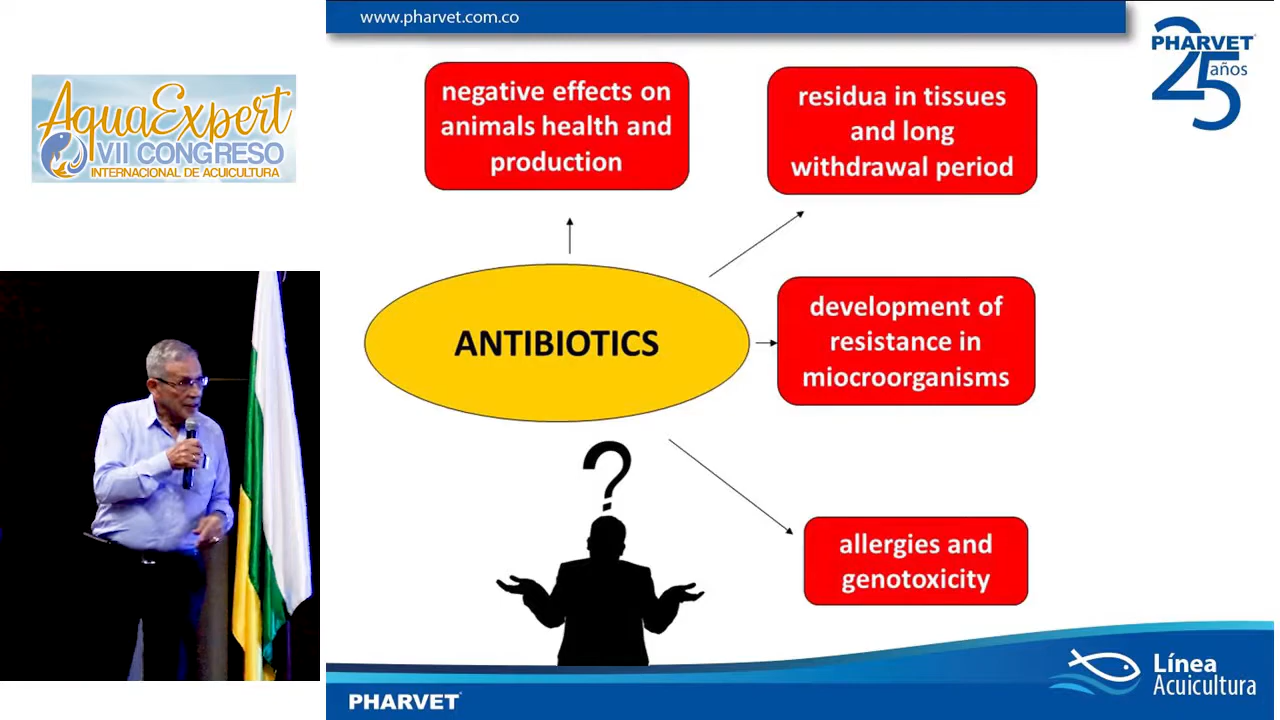 www.pharvet.com.co
PHARVET
25
años
AquaExpert
VII CONGRESO
INTERNACIONAL DE ACUICULTURA
negative effects on
animals health and
production
residua in tissues
and long
withdrawal period
ANTIBIOTICS
development of
resistance in
miocroorganisms
?
allergies and
genotoxicity
PHARVET
Línea
Acuicultura